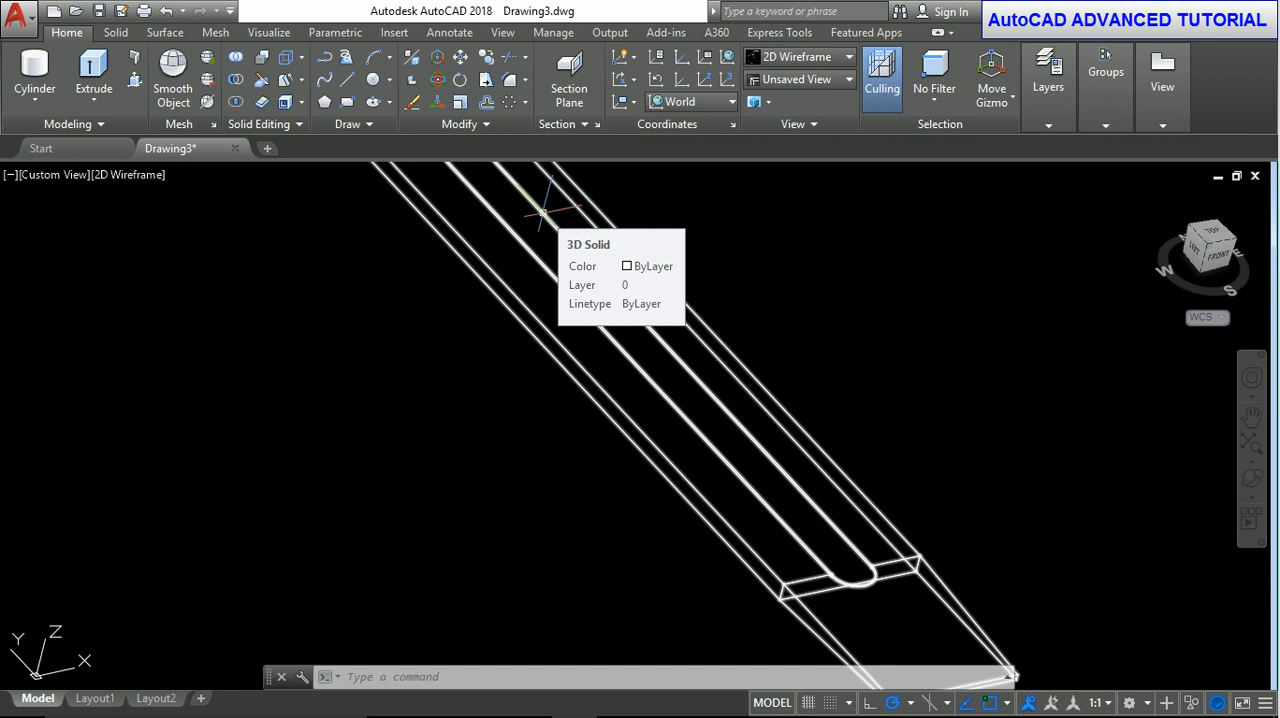 Autodesk AutoCAD 2018 Drawing3.dwg
Type a keyword or phrase
Sign In
AutoCAD ADVANCED TUTORIAL
Home Solid Surface Mesh Visualize Parametric Insert Annotate View Manage Output Add-ins A360 Express Tools Featured Apps
2D Wireframe
Unsaved View
World
Cylinder Extrude Smooth Object Section Plane Culling No Filter Move Gizmo Layers Groups View
Modeling Mesh Solid Editing Draw Modify Section Coordinates View Selection
Start Drawing3*
[−][Custom View][2D Wireframe]
TOP
LEFT FRONT
W E
S
WCS
3D Solid
Color ByLayer
Layer 0
Linetype ByLayer
Y Z
X
Type a command
Model Layout1 Layout2
MODEL 1:1